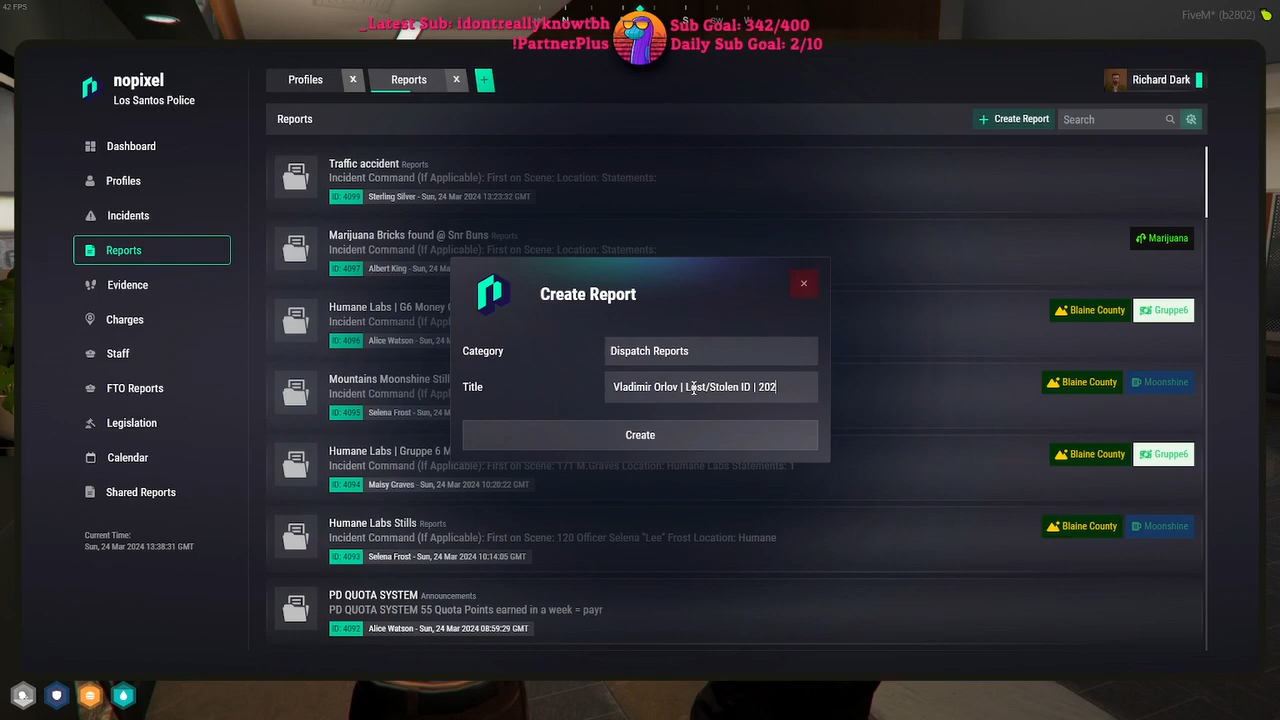 42 FPS
N
S
SW
W
FiveM* (b2802)
_Latest Sub: idontreallyknowtbh
Sub Goal: 342/400
!PartnerPlus
Daily Sub Goal: 2/10
nopixel
Los Santos Police
Profiles x
Reports x
+
Richard Dark
Reports
+ Create Report
Search
Dashboard
Profiles
Incidents
Reports
Evidence
Charges
Staff
FTO Reports
Legislation
Calendar
Shared Reports
Current Time:
Sun, 24 Mar 2024 13:38:31 GMT
Traffic accident Reports
Incident Command (If Applicable): First on Scene: Location: Statements:
ID: 4099 Sterling Silver - Sun, 24 Mar 2024 13:23:32 GMT
Marijuana Bricks found @ Snr Buns Reports
Incident Command (If Applicable): First on Scene: Location: Statements:
ID: 4097 Albert King - Sun, 24 Ma
Marijuana
Humane Labs | G6 Money
Incident Command (If Appl
ID: 4096 Alice Watson - Sun, 24
Blaine County Gruppe6
Mountains Moonshine Still
Incident Command (If Appl
ID: 4095 Selena Frost - Sun, 24
Blaine County Moonshine
Humane Labs | Gruppe 6 M
Incident Command (If Applicable): First on Scene: 171 M.Graves Location: Humane Labs Statements: 1
ID: 4094 Maisy Graves - Sun, 24 Mar 2024 10:20:22 GMT
Blaine County Gruppe6
Humane Labs Stills Reports
Incident Command (If Applicable): First on Scene: 120 Officer Selena "Lee" Frost Location: Humane
ID: 4093 Selena Frost - Sun, 24 Mar 2024 10:14:05 GMT
Blaine County Moonshine
PD QUOTA SYSTEM Announcements
PD QUOTA SYSTEM 55 Quota Points earned in a week = payr
ID: 4092 Alice Watson - Sun, 24 Mar 2024 08:59:29 GMT
Create Report
×
Category
Dispatch Reports
Title
Vladimir Orlov | Lost/Stolen ID | 202
Create